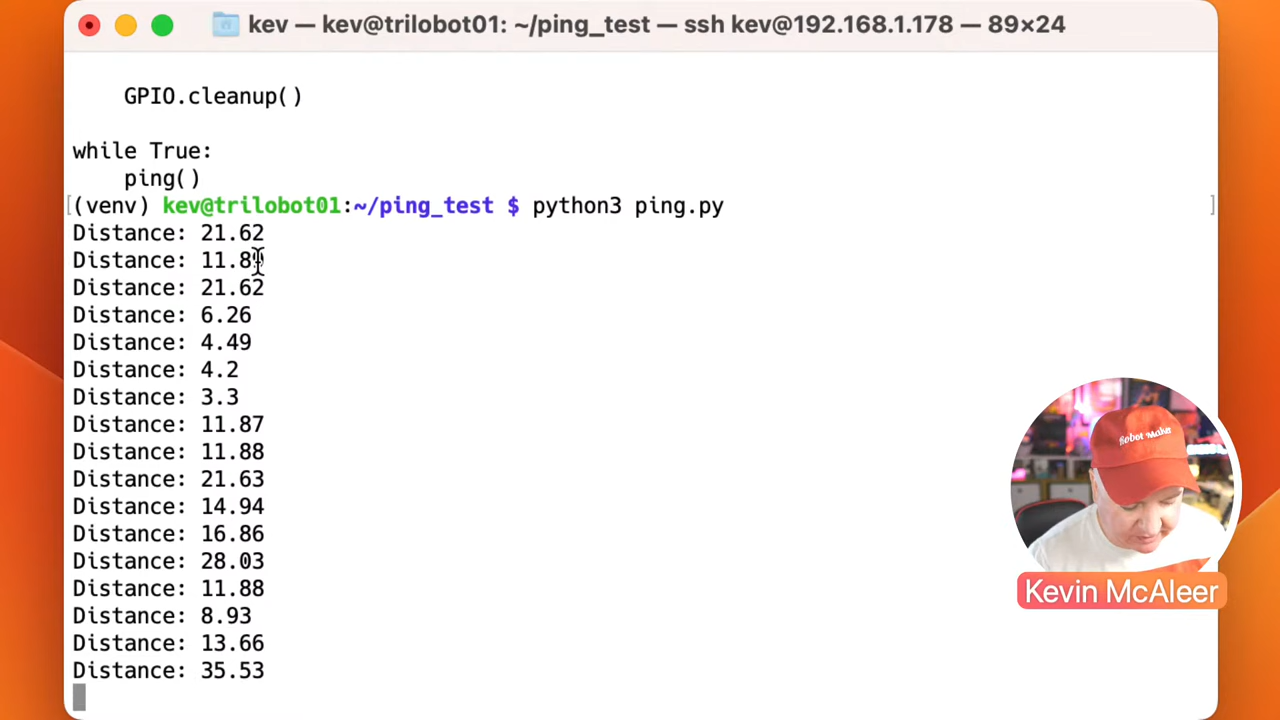 kev — kev@trilobot01: ~/ping_test — ssh kev@192.168.1.178 — 89×24
GPIO.cleanup()
while True:
ping()
[(venv) kev@trilobot01:~/ping_test $ python3 ping.py ]
Distance: 21.62
Distance: 11.89
Distance: 21.62
Distance: 6.26
Distance: 4.49
Distance: 4.2
Distance: 3.3
Distance: 11.87
Distance: 11.88
Distance: 21.63
Distance: 14.94
Distance: 16.86
Distance: 28.03
Distance: 11.88
Distance: 8.93
Distance: 13.66
Distance: 35.53
Robot Maker
Kevin McAleer